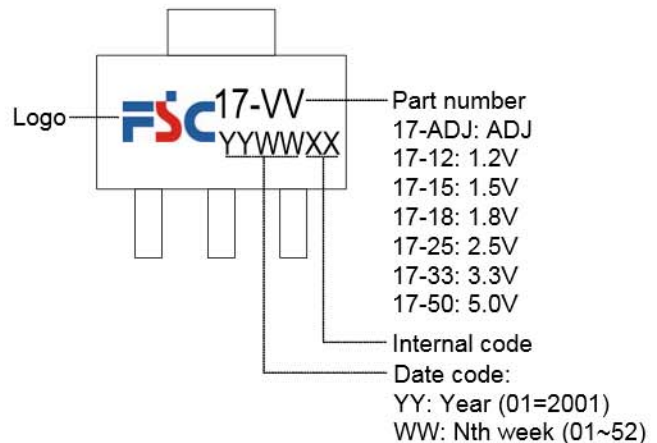 Logo
FSC
17-VV
YYWWXX
Part number
17-ADJ: ADJ
17-12: 1.2V
17-15: 1.5V
17-18: 1.8V
17-25: 2.5V
17-33: 3.3V
17-50: 5.0V
Internal code
Date code:
YY: Year (01=2001)
WW: Nth week (01~52)